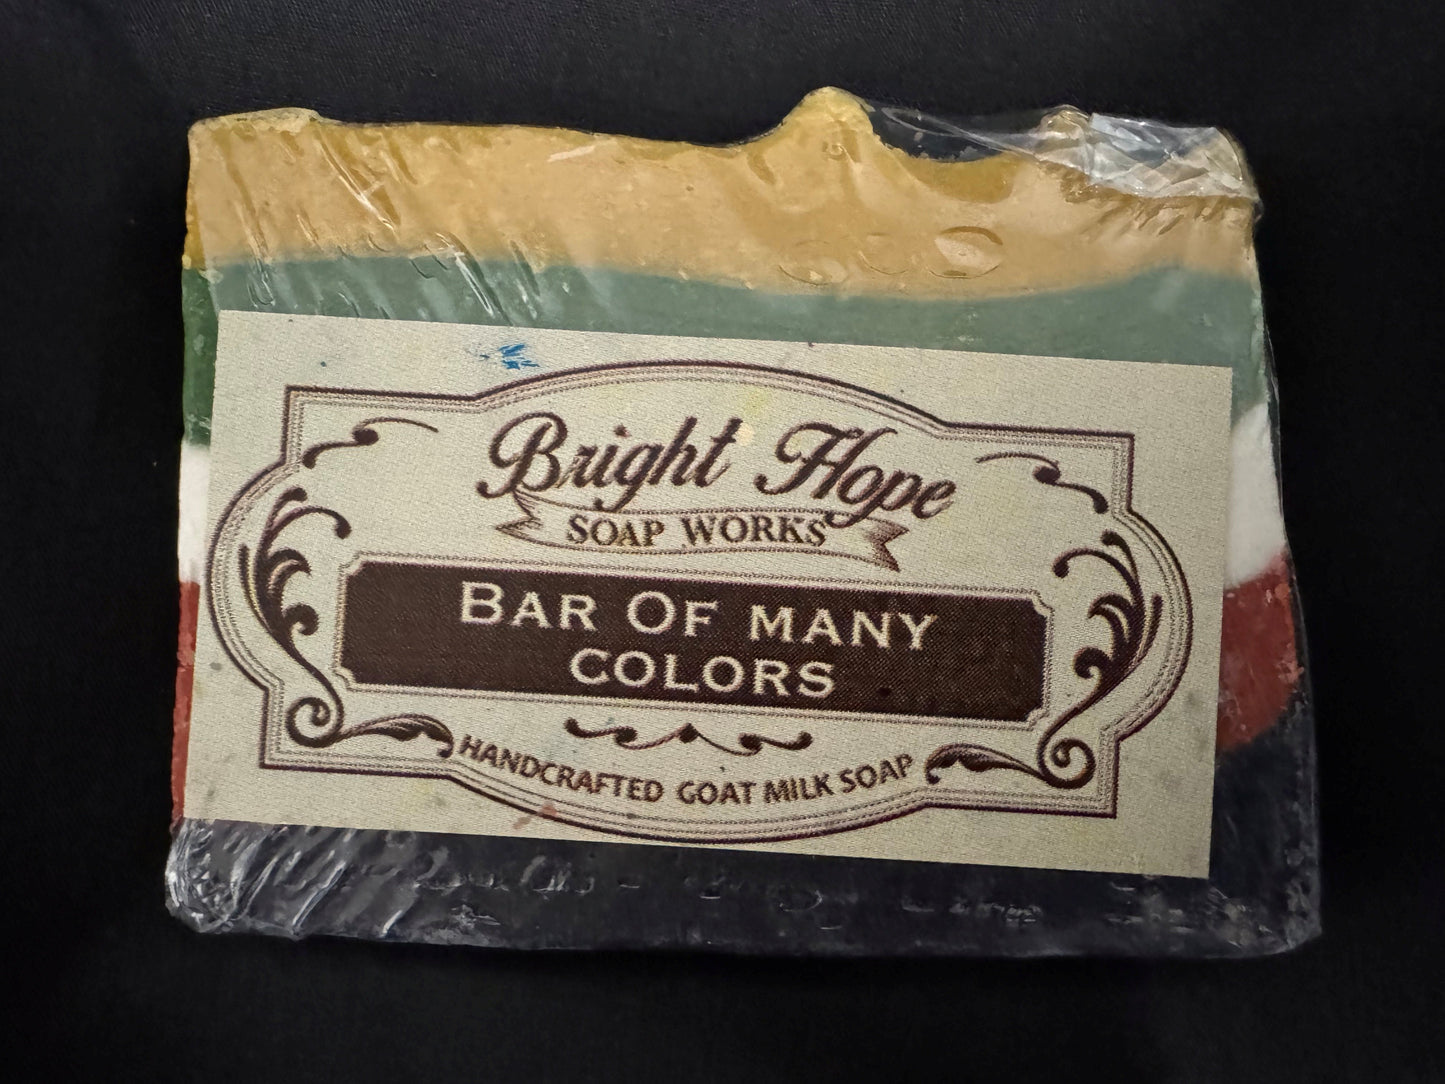 Bright Hope
SOAP WORKS
BAR OF MANY
COLORS
HANDCRAFTED GOAT MILK SOAP